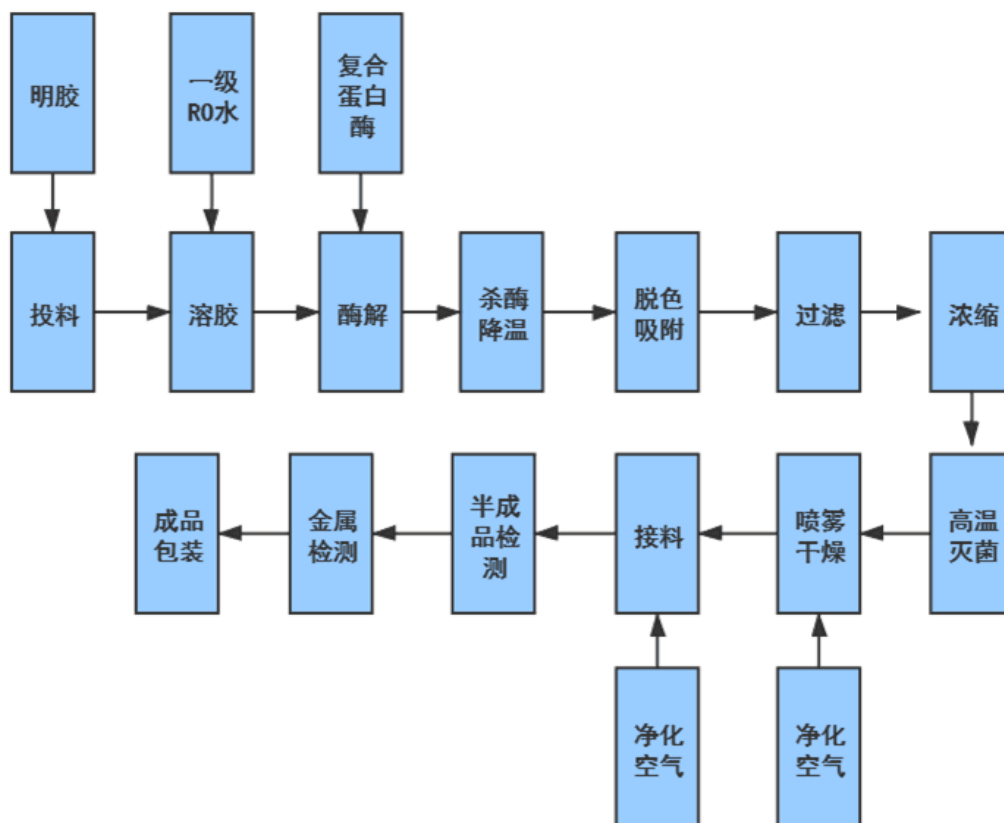 明胶
一级
RO水
复合
蛋白
酶
投料
溶胶
酶解
杀酶
降温
脱色
吸附
过滤
浓缩
成品
包装
金属
检测
半成
品检
测
接料
喷雾
干燥
高温
灭菌
净化
空气
净化
空气